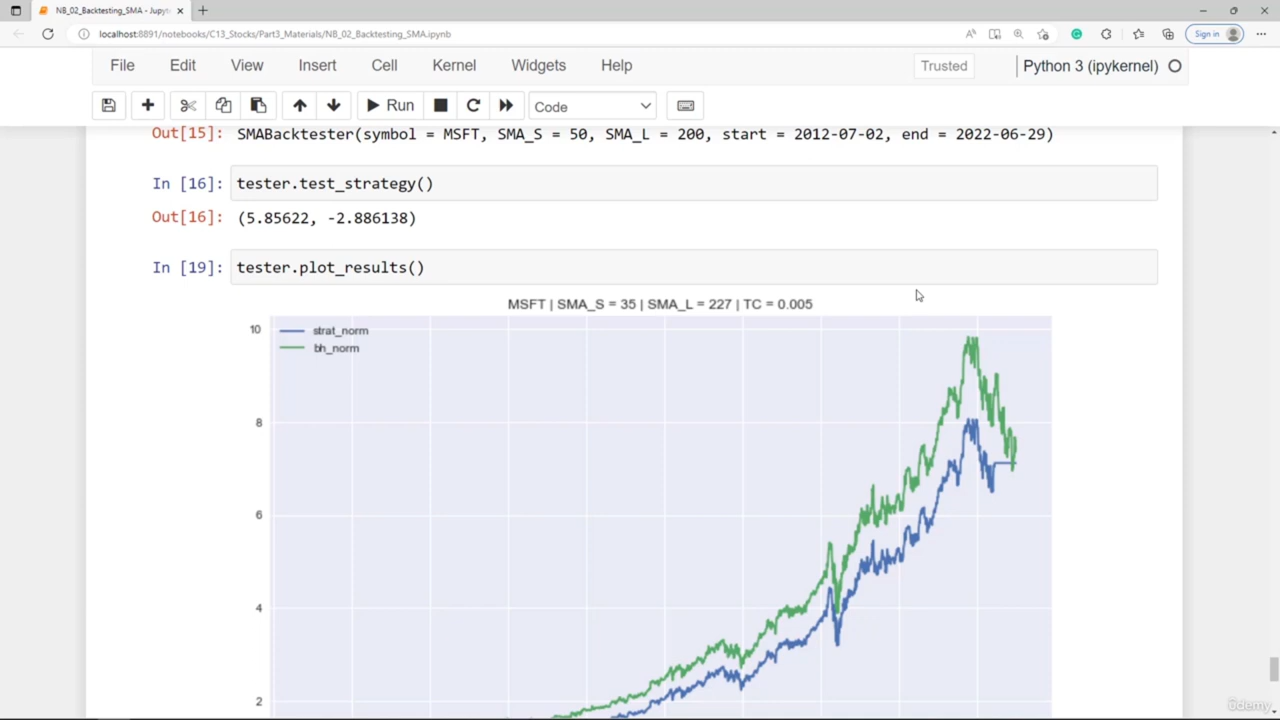 NB_02_Backtesting_SMA - Jupyte
localhost:8891/notebooks/C13_Stocks/Part3_Materials/NB_02_Backtesting_SMA.ipynb
Sign in
File Edit View Insert Cell Kernel Widgets Help Trusted Python 3 (ipykernel)
Run Code
Out[15]: SMABacktester(symbol = MSFT, SMA_S = 50, SMA_L = 200, start = 2012-07-02, end = 2022-06-29)
In [16]: tester.test_strategy()
Out[16]: (5.85622, -2.886138)
In [19]: tester.plot_results()
MSFT | SMA_S = 35 | SMA_L = 227 | TC = 0.005
10
strat_norm
bh_norm
8
6
4
2
ûdemy